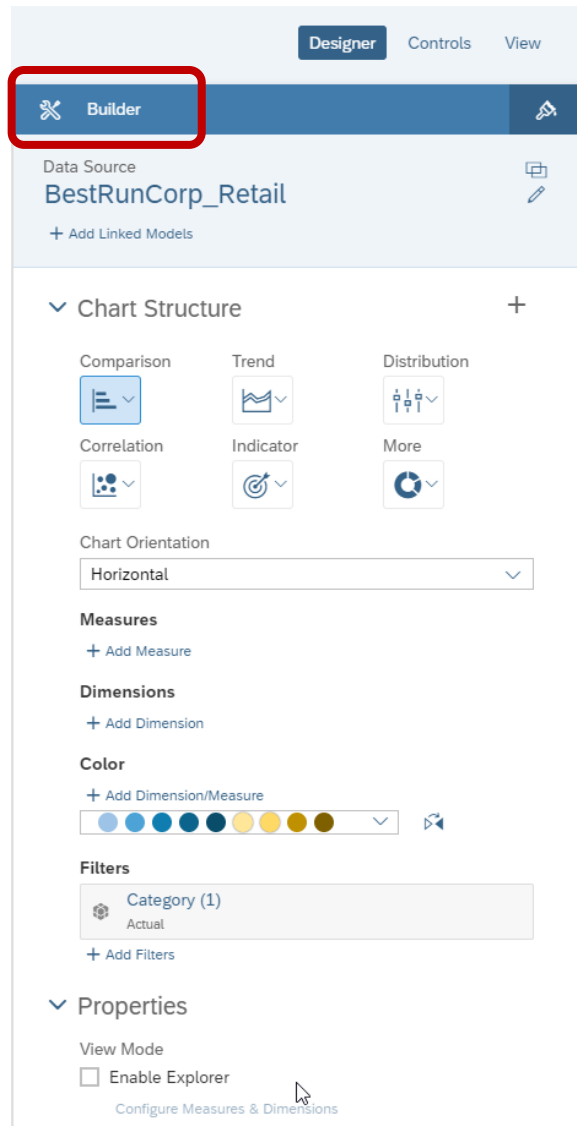 Designer Controls View
Builder
Data Source
BestRunCorp_Retail
+ Add Linked Models
Chart Structure +
Comparison Trend Distribution
Correlation Indicator More
Chart Orientation
Horizontal
Measures
+ Add Measure
Dimensions
+ Add Dimension
Color
+ Add Dimension/Measure
Filters
Category (1)
Actual
+ Add Filters
Properties
View Mode
Enable Explorer
Configure Measures & Dimensions